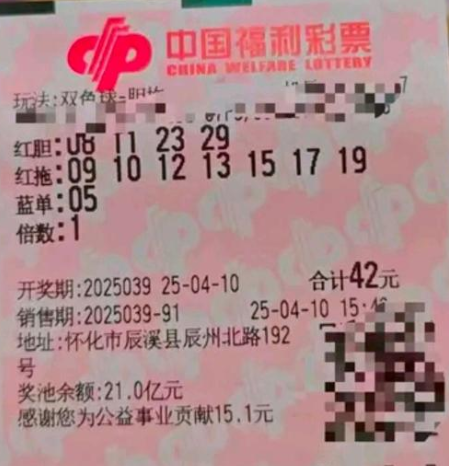 中国福利彩票
CHINA WELFARE LOTTERY
玩法:双色球-胆拖
红胆:08 11 23 29
红拖:09 10 12 13 15 17 19
蓝单:05
倍数:1
开奖期:2025039 25-04-10 合计42元
销售期:2025039-91 25-04-10 15:46
地址:怀化市辰溪县辰州北路192
号
奖池余额:21.0亿元
感谢您为公益事业贡献15.1元